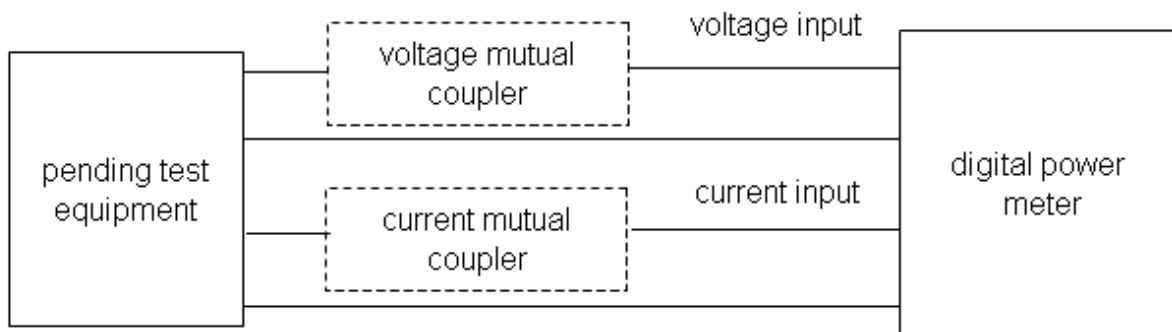 voltage input
voltage mutual
coupler
pending test
equipment
digital power
meter
current input
current mutual
coupler